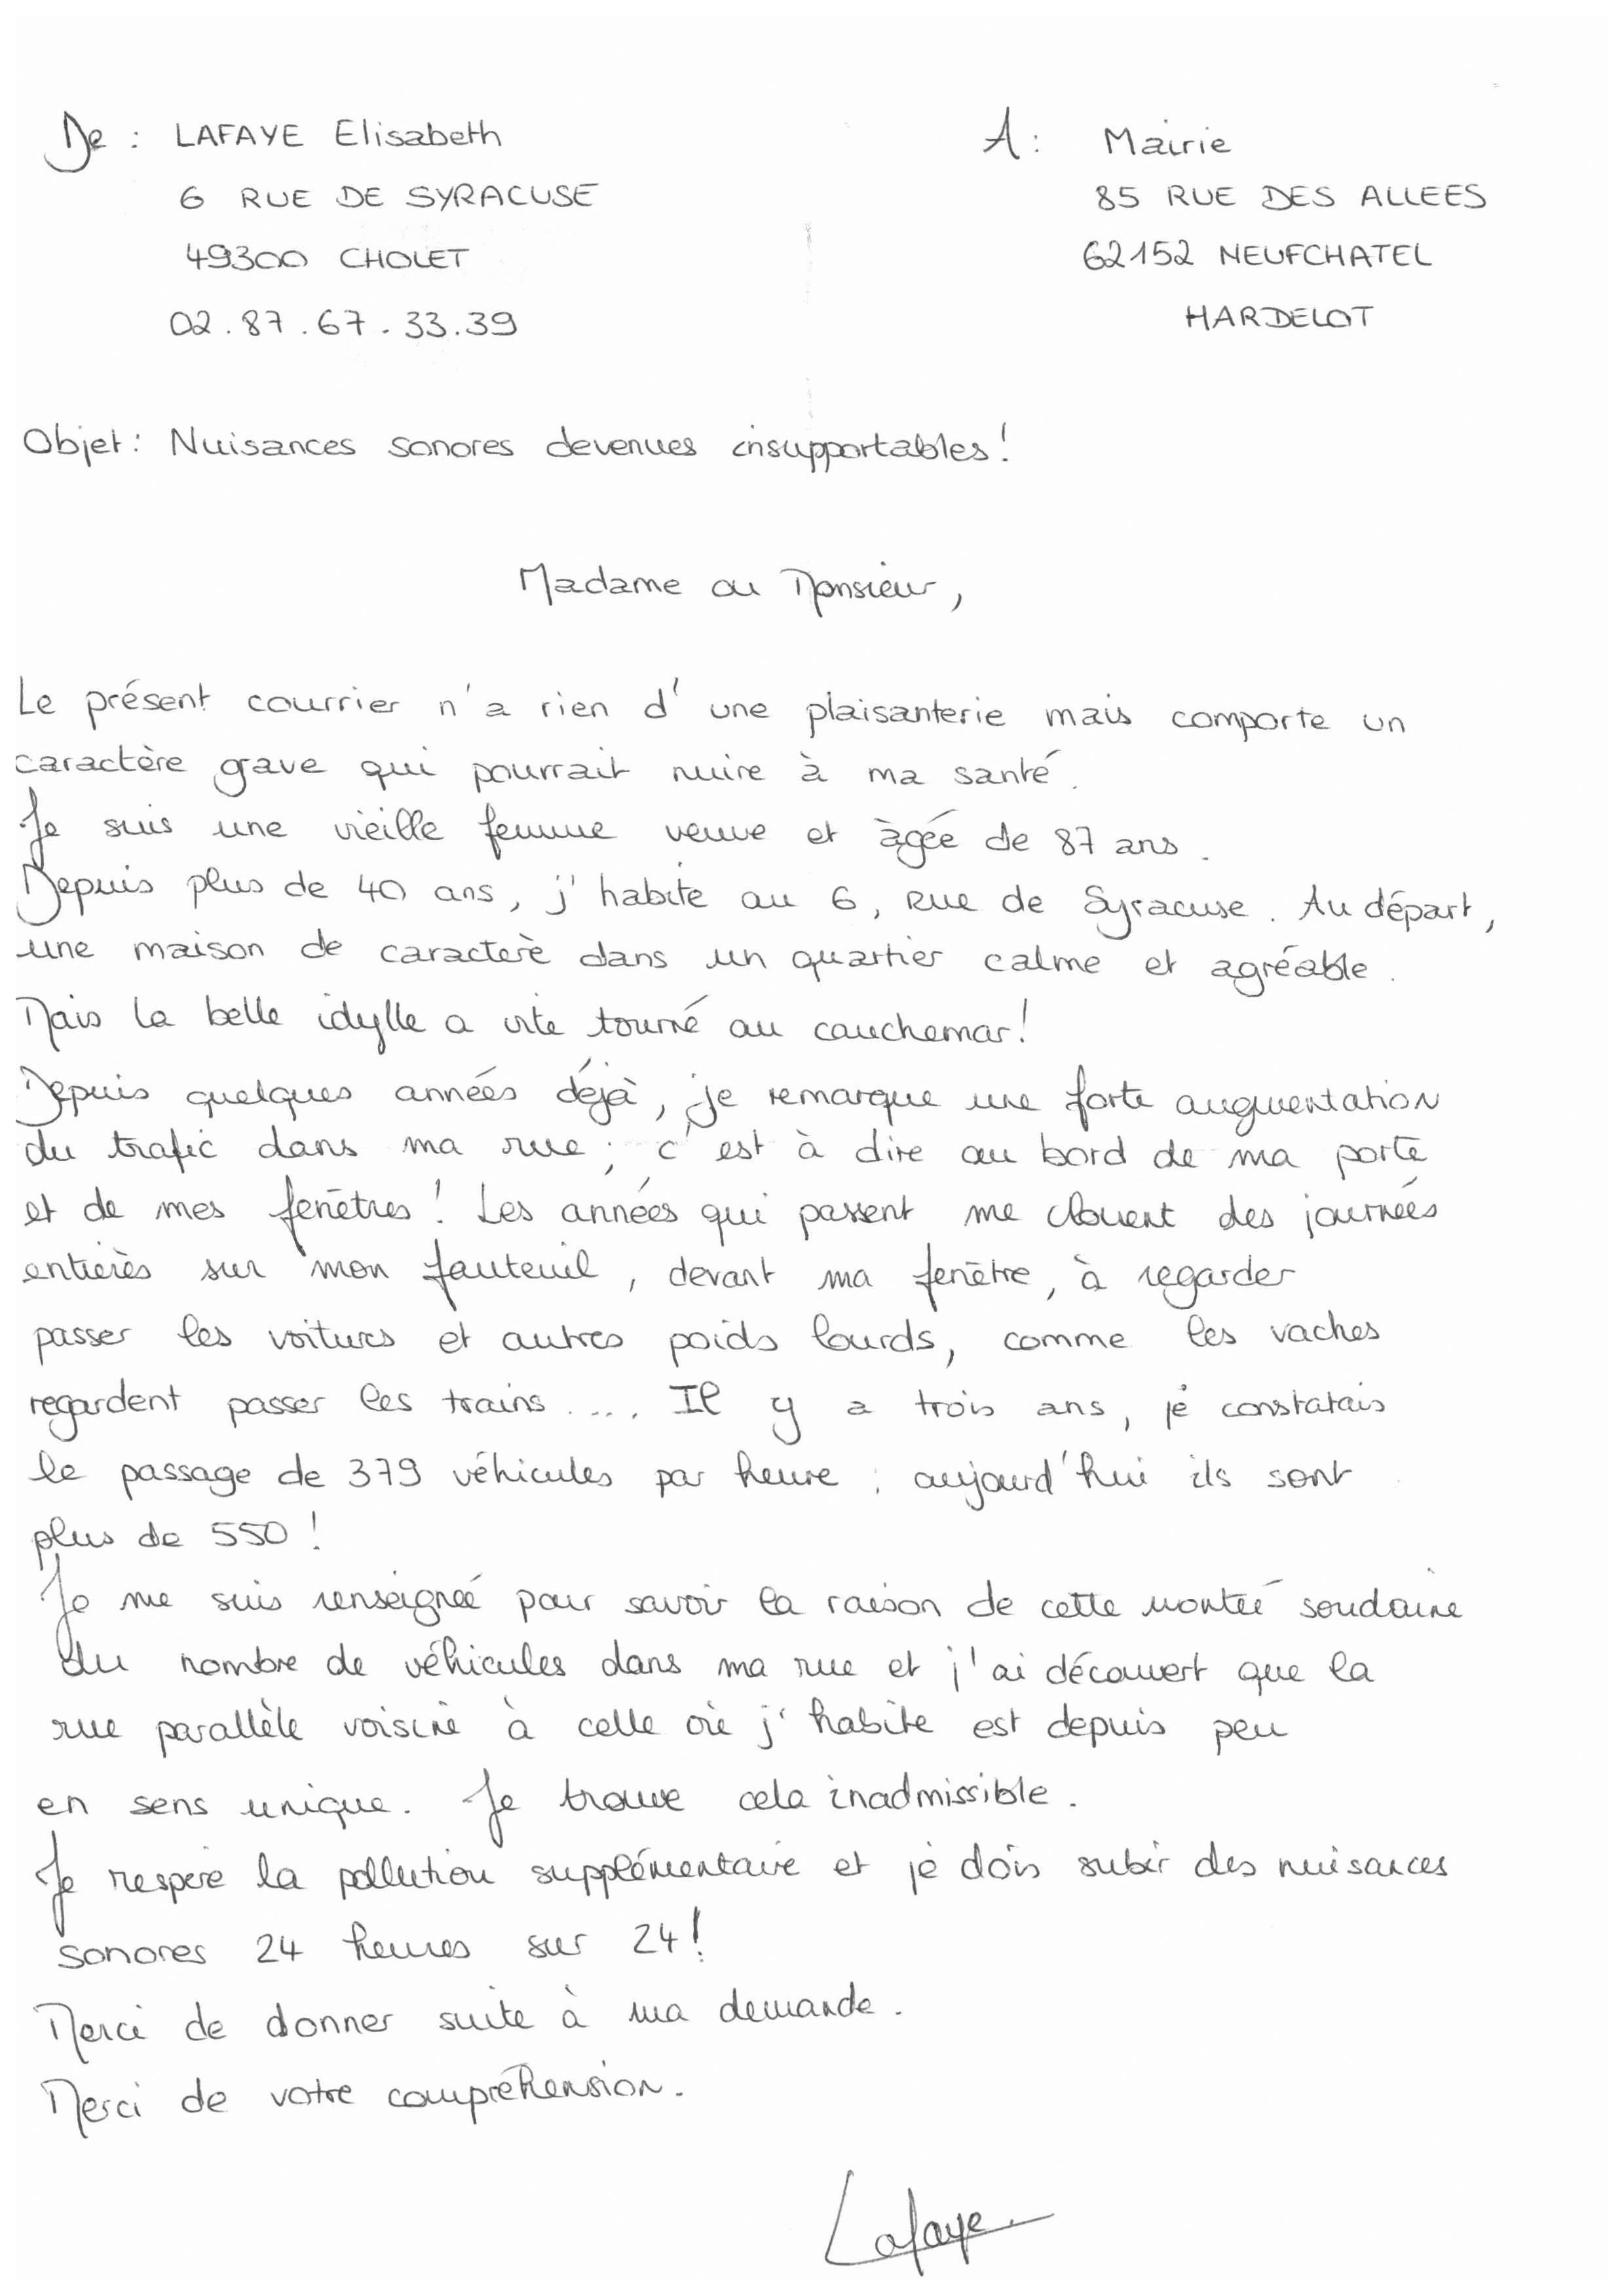 De : LAFAYE Elisabeth
6 RUE DE SYRACUSE
49300 CHOLET
02.87.67.33.39
A : Mairie
85 RUE DES ALLEES
62152 NEUFCHATEL
HARDELOT
Objet : Nuisances sonores devenues insupportables !
Madame ou Monsieur,
Le présent courrier n'a rien d'une plaisanterie mais comporte un
caractère grave qui pourrait nuire à ma santé.
Je suis une vieille femme veuve et âgée de 87 ans.
Depuis plus de 40 ans, j'habite au 6, Rue de Syracuse. Au départ,
une maison de caractère dans un quartier calme et agréable.
Mais la belle idylle a vite tourné au cauchemar !
Depuis quelques années déjà, je remarque une forte augmentation
du trafic dans ma rue ; c'est à dire au bord de ma porte
et de mes fenêtres ! Les années qui passent me clouent des journées
entières sur mon fauteuil, devant ma fenêtre, à regarder
passer les voitures et autres poids lourds, comme les vaches
regardent passer les trains .... Il y a trois ans, je constatais
le passage de 379 véhicules par heure ; aujourd'hui ils sont
plus de 550 !
Je me suis renseignée pour savoir la raison de cette montée soudaine
du nombre de véhicules dans ma rue et j'ai découvert que la
rue parallèle voisine à celle où j'habite est depuis peu
en sens unique. Je trouve cela inadmissible.
Je respire la pollution supplémentaire et je dois subir des nuisances
sonores 24 heures sur 24 !
Merci de donner suite à ma demande.
Merci de votre compréhension.
Lafaye